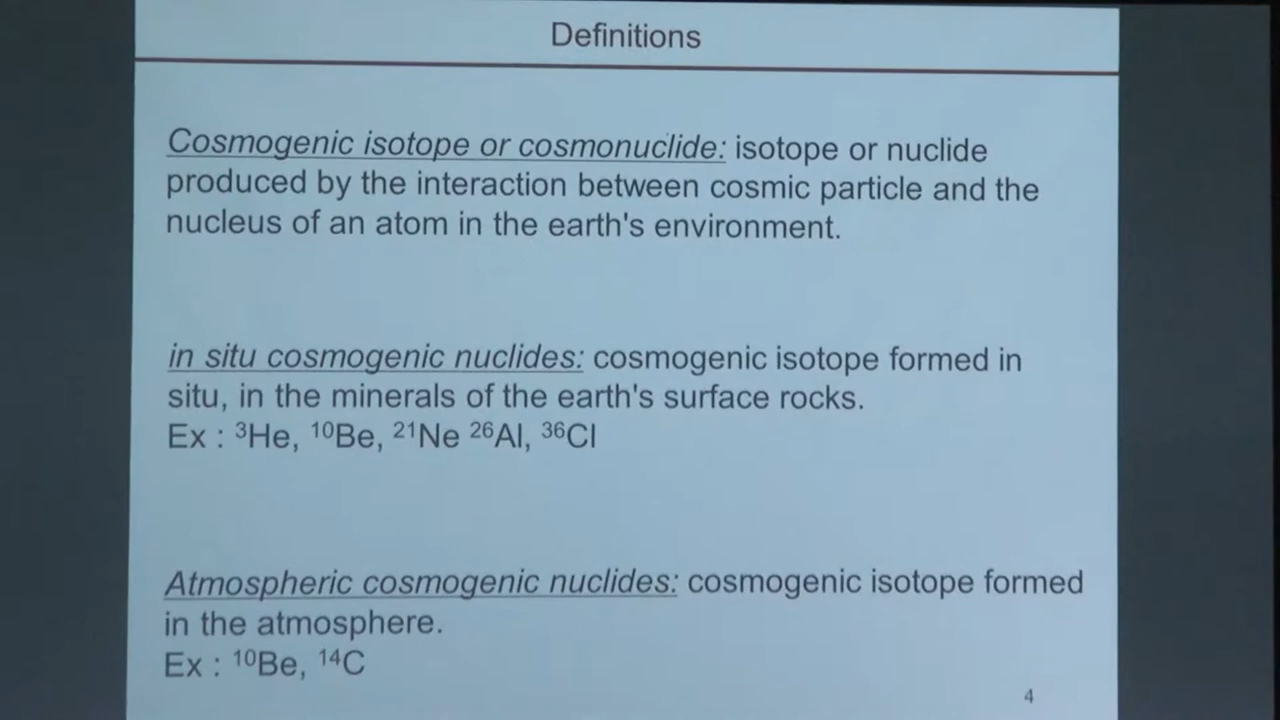 Definitions
Cosmogenic isotope or cosmonuclide: isotope or nuclide
produced by the interaction between cosmic particle and the
nucleus of an atom in the earth's environment.
in situ cosmogenic nuclides: cosmogenic isotope formed in
situ, in the minerals of the earth's surface rocks.
Ex : ³He, ¹⁰Be, ²¹Ne ²⁶Al, ³⁶Cl
Atmospheric cosmogenic nuclides: cosmogenic isotope formed
in the atmosphere.
Ex : ¹⁰Be, ¹⁴C
4